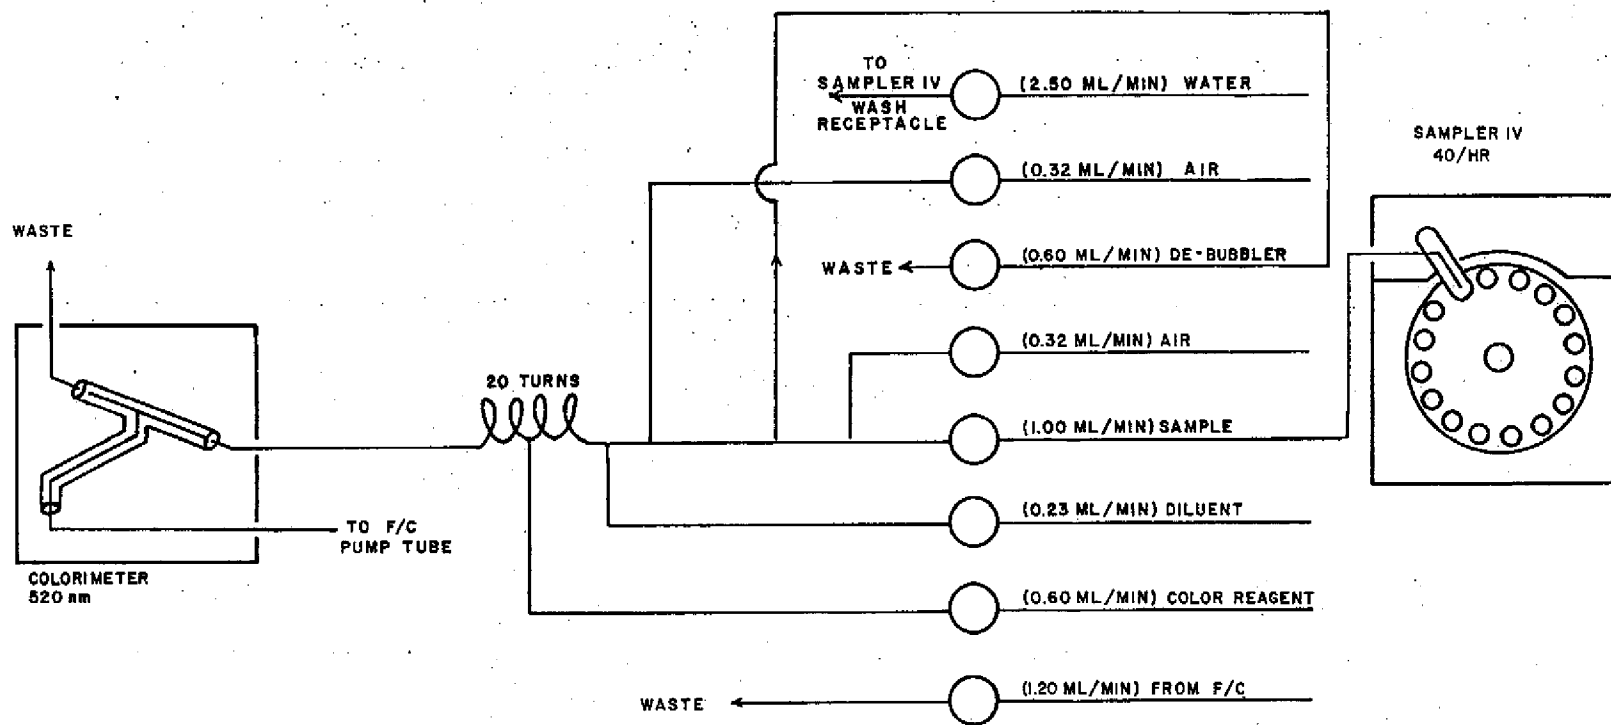 TO
SAMPLER IV
WASH
RECEPTACLE
(2.50 ML/MIN) WATER
SAMPLER IV
40/HR
(0.32 ML/MIN) AIR
WASTE
WASTE
(0.60 ML/MIN) DE-BUBBLER
(0.32 ML/MIN) AIR
20 TURNS
(1.00 ML/MIN) SAMPLE
(0.23 ML/MIN) DILUENT
TO F/C
PUMP TUBE
COLORIMETER
520 nm
(0.60 ML/MIN) COLOR REAGENT
WASTE
(1.20 ML/MIN) FROM F/C